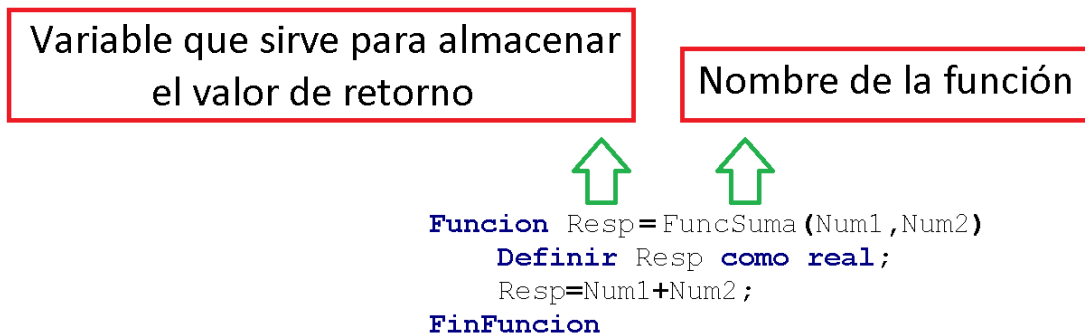 Variable que sirve para almacenar
el valor de retorno
Nombre de la función
Funcion Resp=FuncSuma(Num1,Num2)
Definir Resp como real;
Resp=Num1+Num2;
FinFuncion